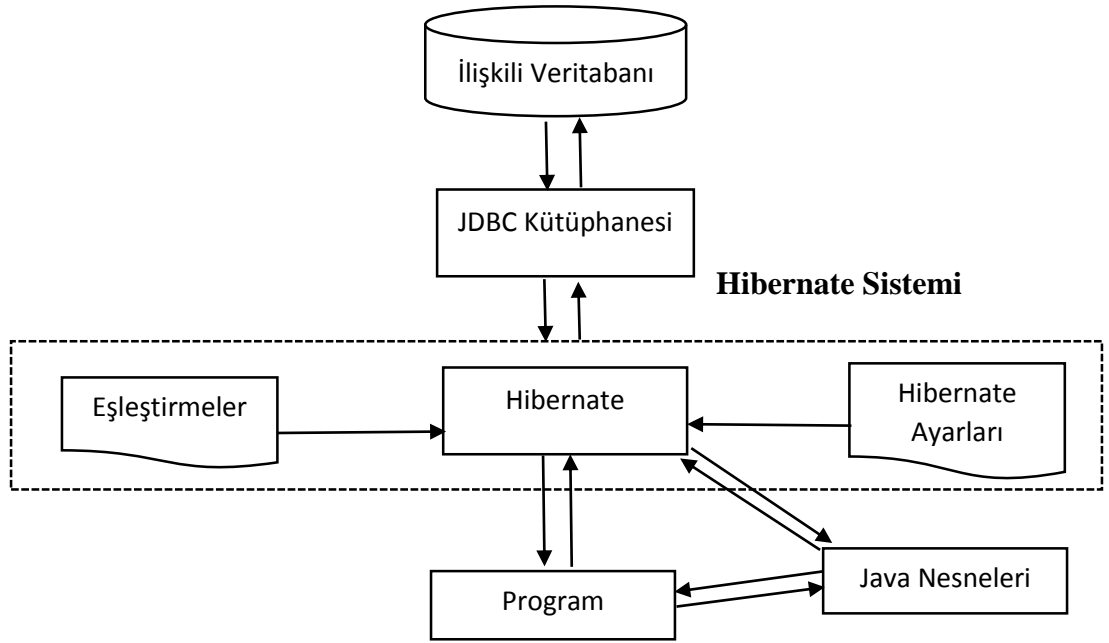 İlişkili Veritabanı
JDBC Kütüphanesi
Hibernate Sistemi
Eşleştirmeler
Hibernate
Hibernate
Ayarları
Java Nesneleri
Program